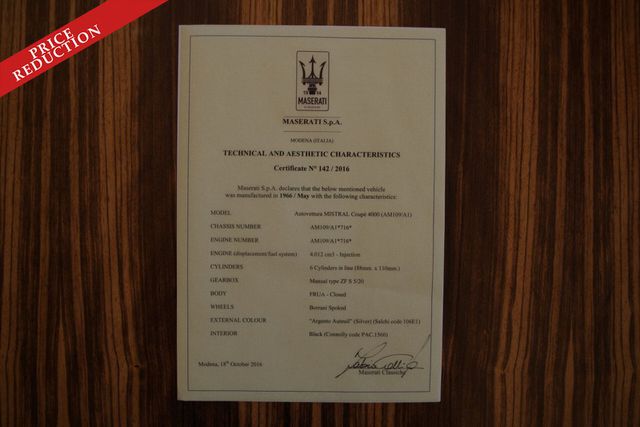 PRICE
REDUCTION
19 14
MASERATI
MASERATI S.p.A.
MODENA (ITALIA)
TECHNICAL AND AESTHETIC CHARACTERISTICS
Certificate N° 142 / 2016
Maserati S.p.A. declares that the below mentioned vehicle
was manufactured in 1966 / May with the following characteristics:
MODEL Autovettura MISTRAL Coupé 4000 (AM109/A1)
CHASSIS NUMBER AM109/A1*716*
ENGINE NUMBER AM109/A1*716*
ENGINE (displacement/fuel system) 4.012 cm3 - Injection
CYLINDERS 6 Cylinders in line (88mm. x 110mm.)
GEARBOX Manual type ZF S 5/20
BODY FRUA - Closed
WHEELS Borrani Spoked
EXTERNAL COLOUR "Argento Auteuil" (Silver) (Salchi code 106E1)
INTERIOR Black (Connolly code PAC.1560)
Modena, 18th October 2016
Maserati Classiche